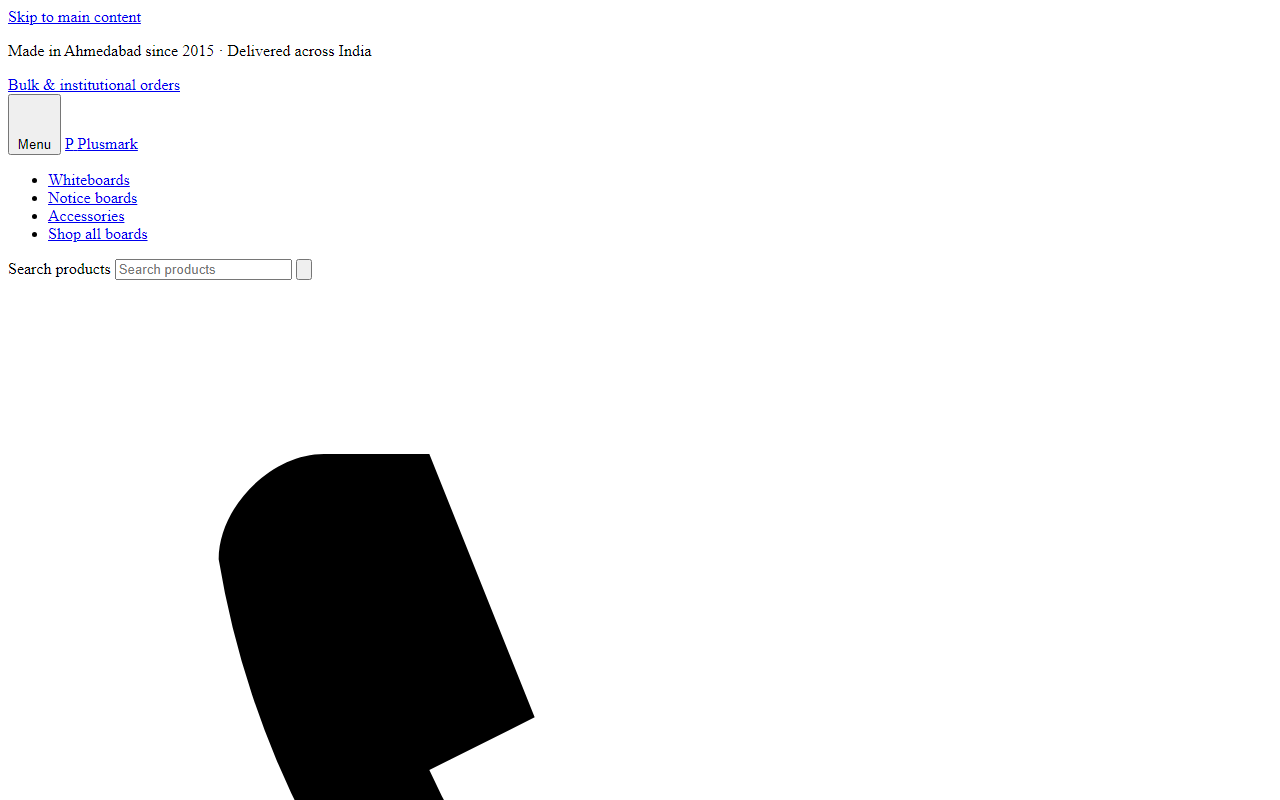 Skip to main content
Made in Ahmedabad since 2015 · Delivered across India
Bulk & institutional orders
Menu P Plusmark
Whiteboards
Notice boards
Accessories
Shop all boards
Search products Search products